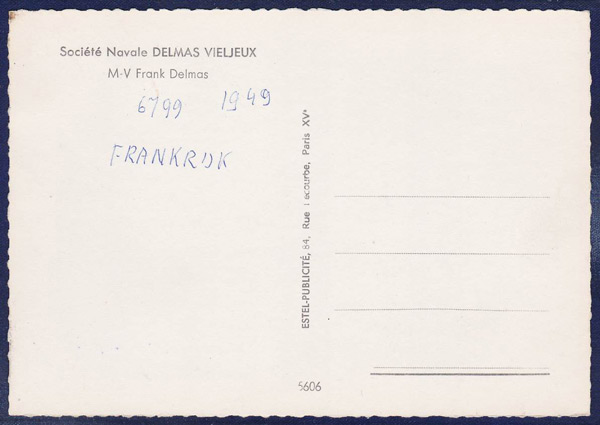 Société Navale DELMAS VIELJEUX
M-V Frank Delmas
6799 1949
FRANKRIJK
ESTEL-PUBLICITÉ, 84, Rue Lecourbe, Paris XVᵉ
5606